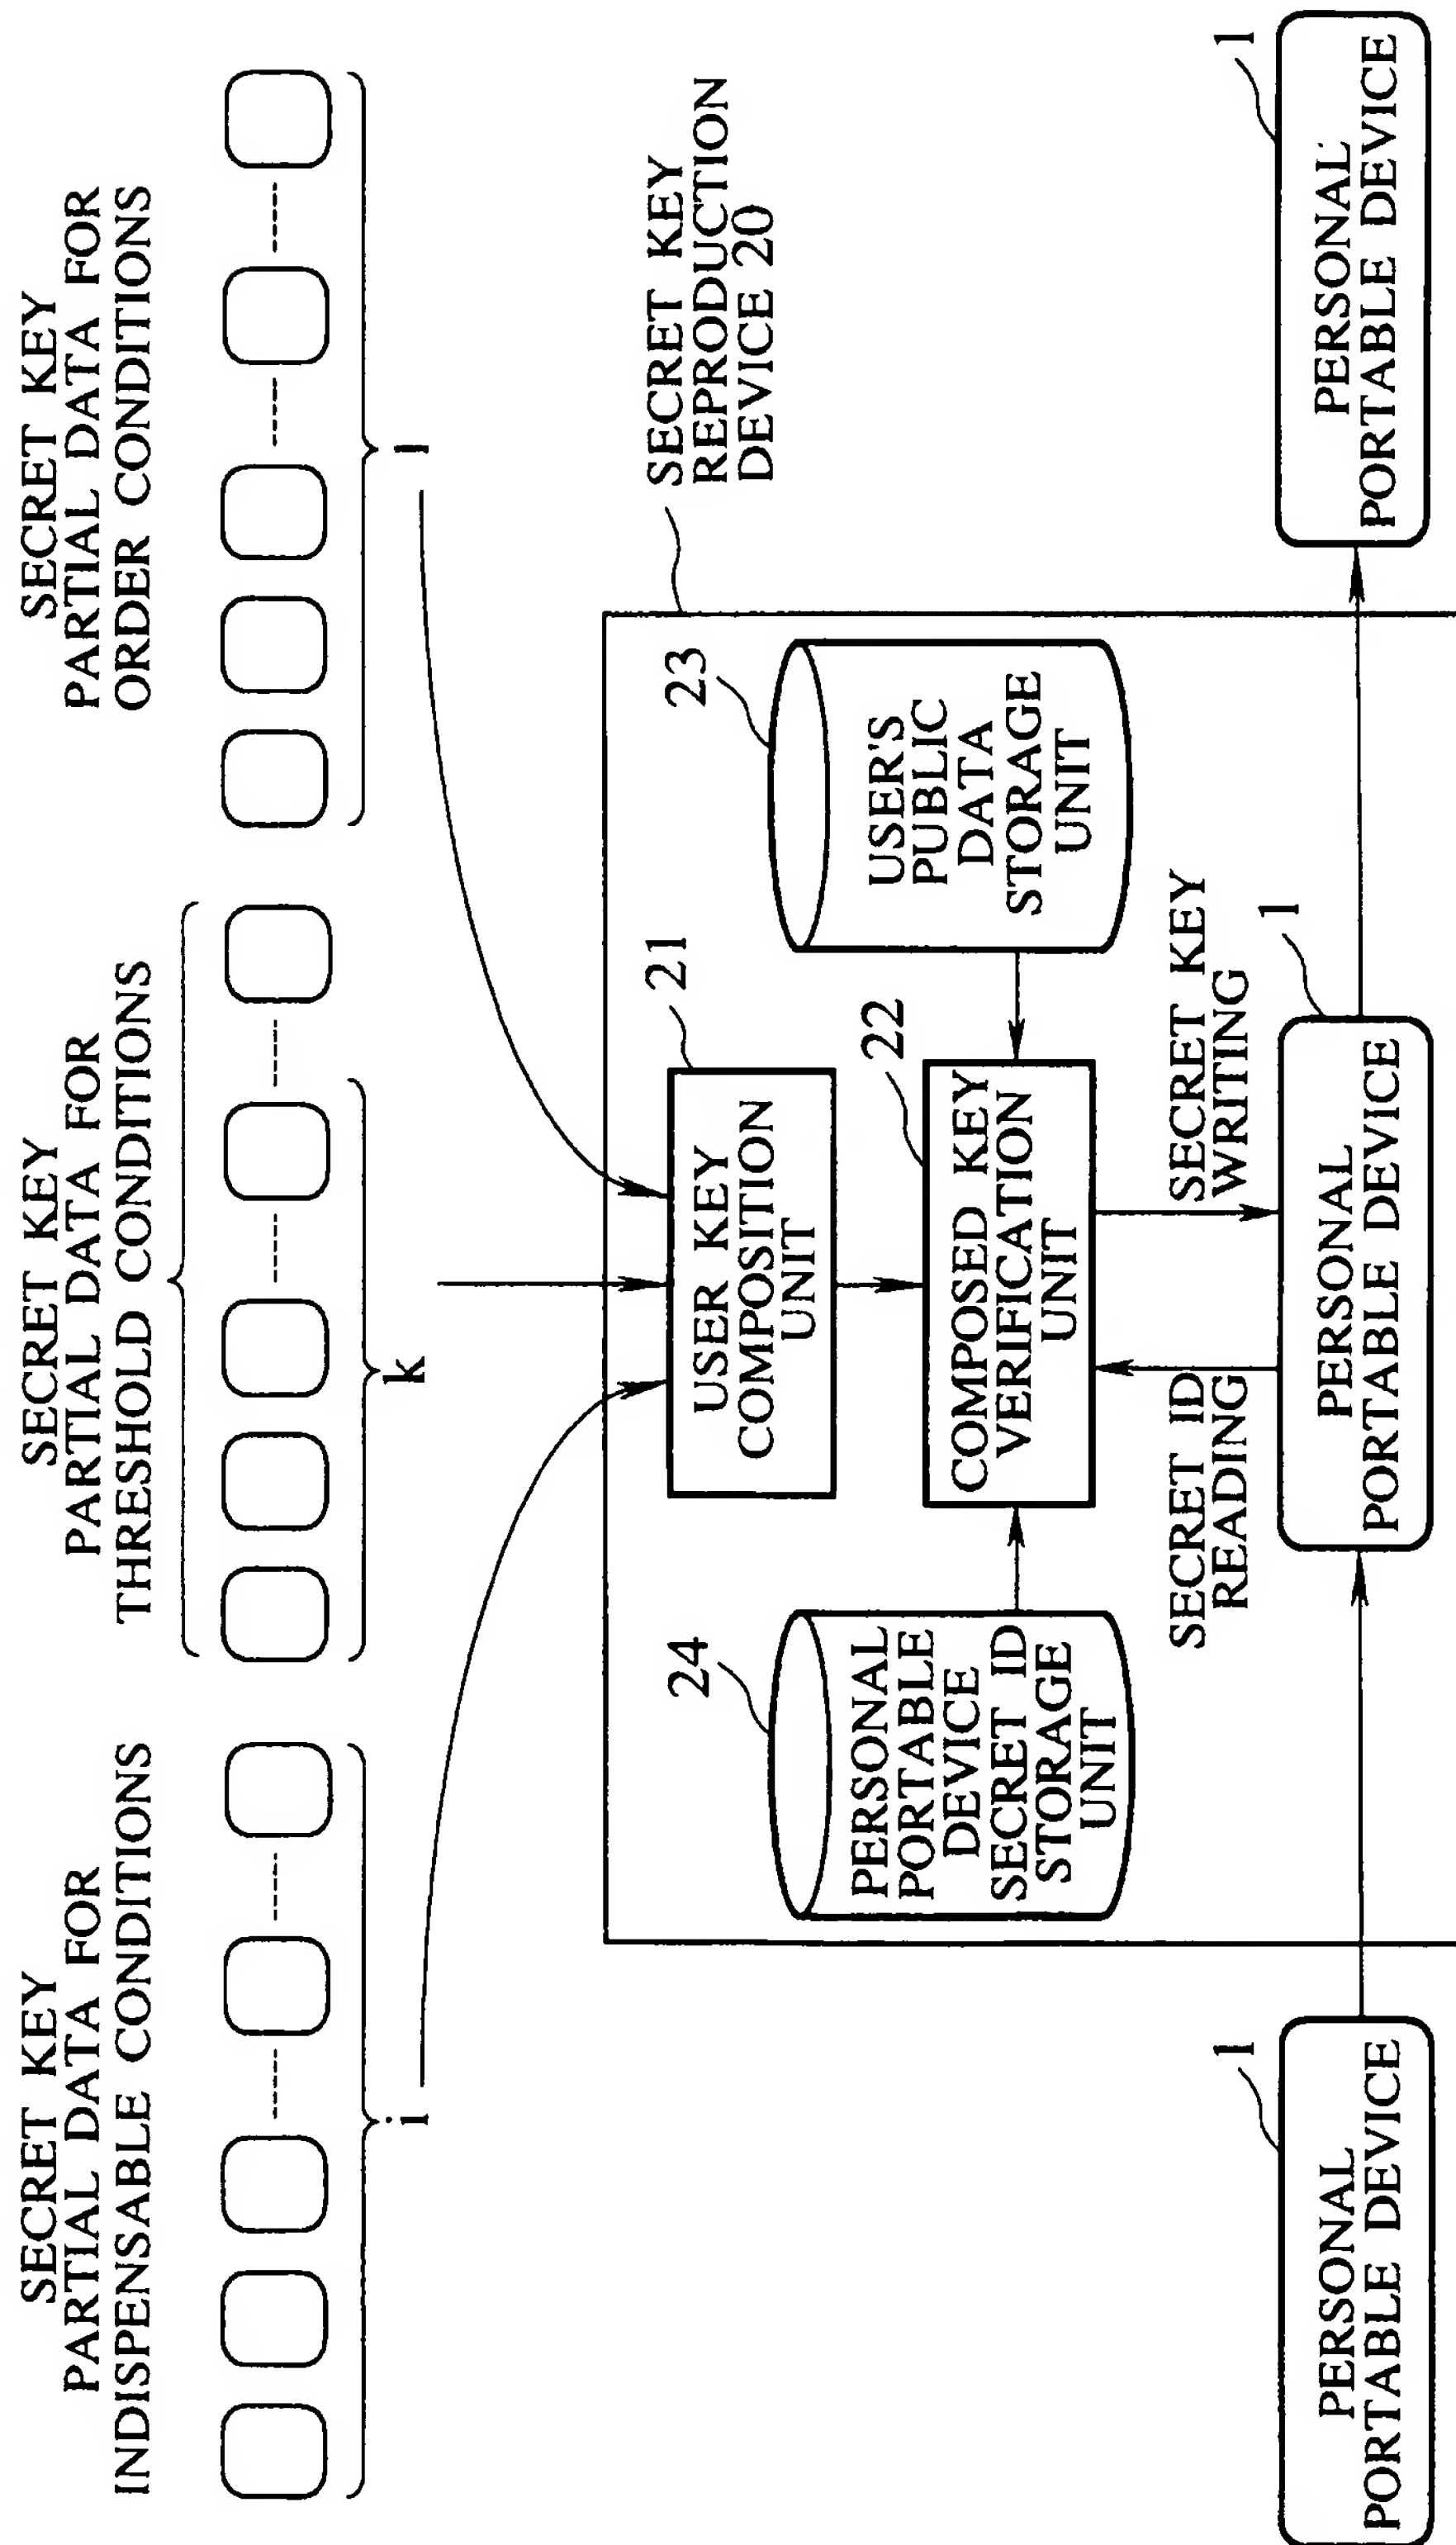 SECRET KEY
PARTIAL DATA FOR
INDISPENSABLE CONDITIONS
i
SECRET KEY
PARTIAL DATA FOR
THRESHOLD CONDITIONS
k
SECRET KEY
PARTIAL DATA FOR
ORDER CONDITIONS
l
SECRET KEY
REPRODUCTION
DEVICE 20
21
USER KEY
COMPOSITION
UNIT
24
PERSONAL
PORTABLE
DEVICE
SECRET ID
STORAGE
UNIT
22
COMPOSED KEY
VERIFICATION
UNIT
23
USER'S
PUBLIC
DATA
STORAGE
UNIT
SECRET ID
READING
SECRET KEY
WRITING
1
PERSONAL
PORTABLE DEVICE
1
PERSONAL
PORTABLE DEVICE
1
PERSONAL
PORTABLE DEVICE